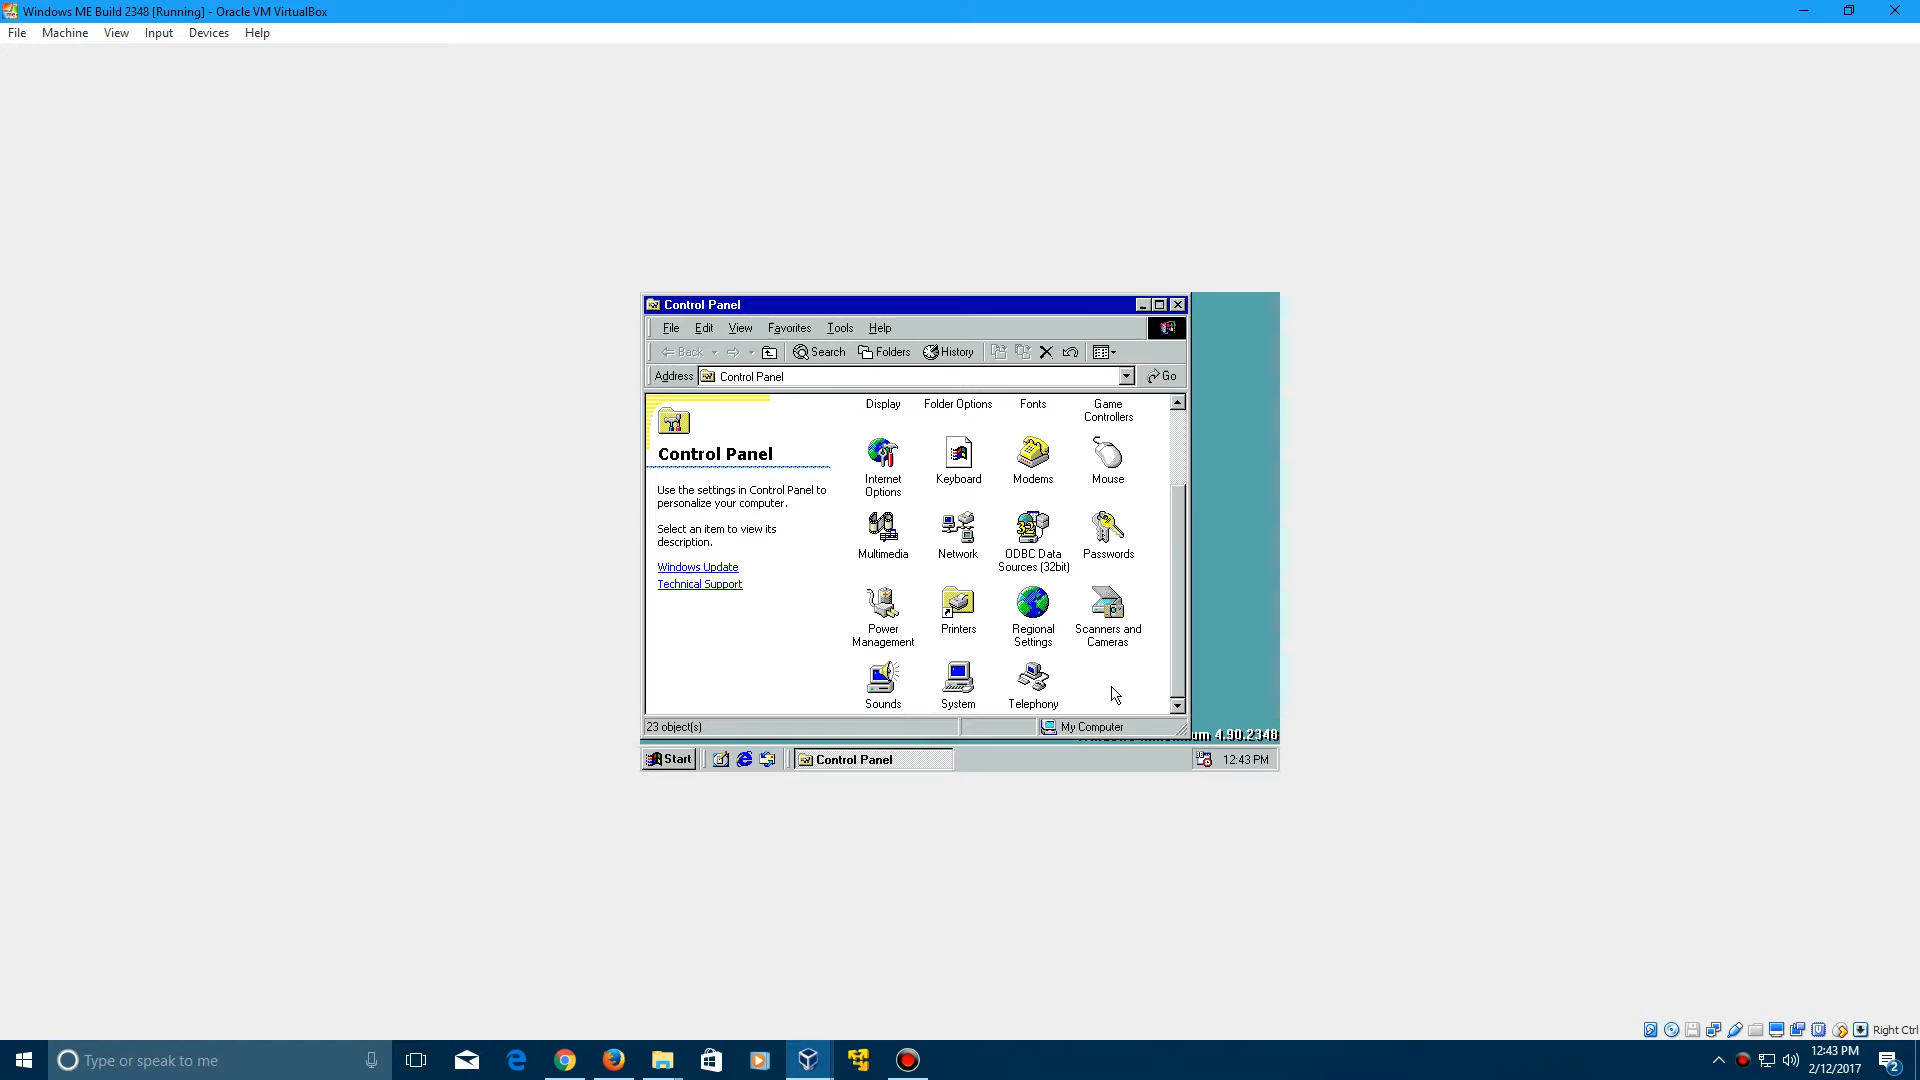 Windows ME Build 2348 [Running] - Oracle VM VirtualBox
File Machine View Input Devices Help
Control Panel
File Edit View Favorites Tools Help
Back Search Folders History
Address Control Panel Go
Control Panel
Use the settings in Control Panel to
personalize your computer.
Select an item to view its
description.
Windows Update
Technical Support
Display Folder Options Fonts Game
Controllers
Internet
Options Keyboard Modems Mouse
Multimedia Network ODBC Data
Sources (32bit) Passwords
Power
Management Printers Regional
Settings Scanners and
Cameras
Sounds System Telephony
23 object(s) My Computer
um 4.90.2348
Start Control Panel 12:43 PM
Right Ctrl
Type or speak to me
12:43 PM
2/12/2017
2